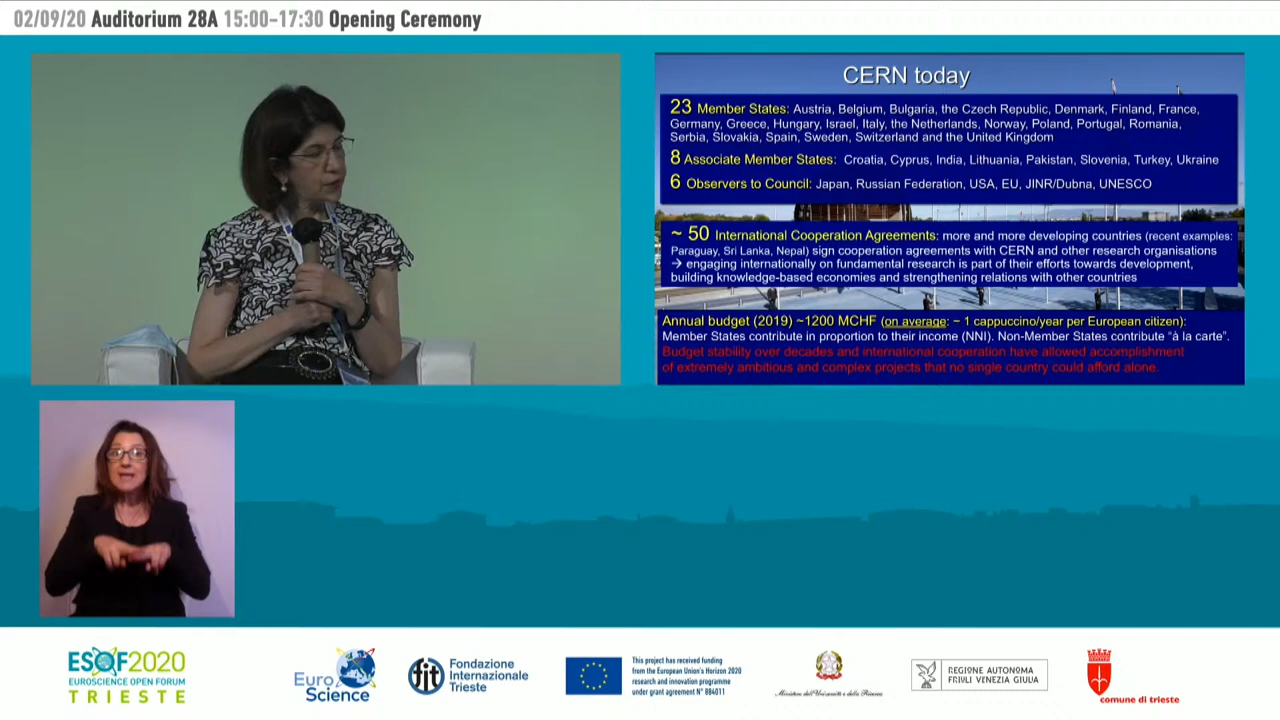 02/09/20 Auditorium 28A 15:00-17:30 Opening Ceremony
CERN today
23 Member States: Austria, Belgium, Bulgaria, the Czech Republic, Denmark, Finland, France,
Germany, Greece, Hungary, Israel, Italy, the Netherlands, Norway, Poland, Portugal, Romania,
Serbia, Slovakia, Spain, Sweden, Switzerland and the United Kingdom
8 Associate Member States: Croatia, Cyprus, India, Lithuania, Pakistan, Slovenia, Turkey, Ukraine
6 Observers to Council: Japan, Russian Federation, USA, EU, JINR/Dubna, UNESCO
~ 50 International Cooperation Agreements: more and more developing countries (recent examples:
Paraguay, Sri Lanka, Nepal) sign cooperation agreements with CERN and other research organisations
→ engaging internationally on fundamental research is part of their efforts towards development,
building knowledge-based economies and strengthening relations with other countries
Annual budget (2019) ~1200 MCHF (on average: ~ 1 cappuccino/year per European citizen):
Member States contribute in proportion to their income (NNI). Non-Member States contribute “à la carte”.
Budget stability over decades and international cooperation have allowed accomplishment
of extremely ambitious and complex projects that no single country could afford alone.
ESOF2020
EUROSCIENCE OPEN FORUM
TRIESTE
Euro
Science
fit
Fondazione
Internazionale
Trieste
This project has received funding
from the European Union's Horizon 2020
research and innovation programme
under grant agreement N° 884011
Ministero dell'Università e della Ricerca
REGIONE AUTONOMA
FRIULI VENEZIA GIULIA
comune di trieste